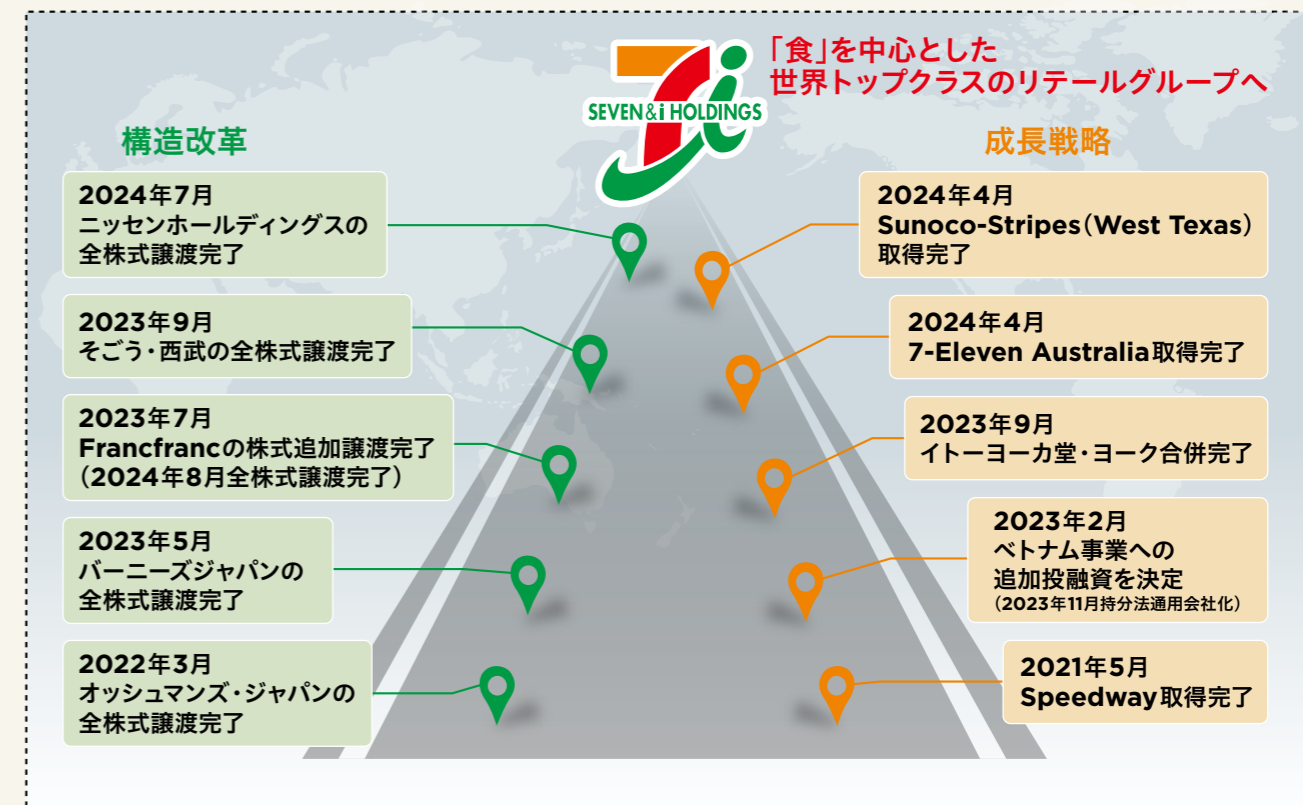 「食」を中心とした
世界トップクラスのリテールグループへ
SEVEN&i HOLDINGS
構造改革
2024年7月
ニッセンホールディングスの
全株式譲渡完了
2023年9月
そごう・西武の全株式譲渡完了
2023年7月
Francfrancの株式追加譲渡完了
（2024年8月全株式譲渡完了）
2023年5月
バーニーズジャパンの
全株式譲渡完了
2022年3月
オッシュマンズ・ジャパンの
全株式譲渡完了
成長戦略
2024年4月
Sunoco-Stripes（West Texas）
取得完了
2024年4月
7-Eleven Australia取得完了
2023年9月
イトーヨーカ堂・ヨーク合併完了
2023年2月
ベトナム事業への
追加投融資を決定
（2023年11月持分法適用会社化）
2021年5月
Speedway取得完了